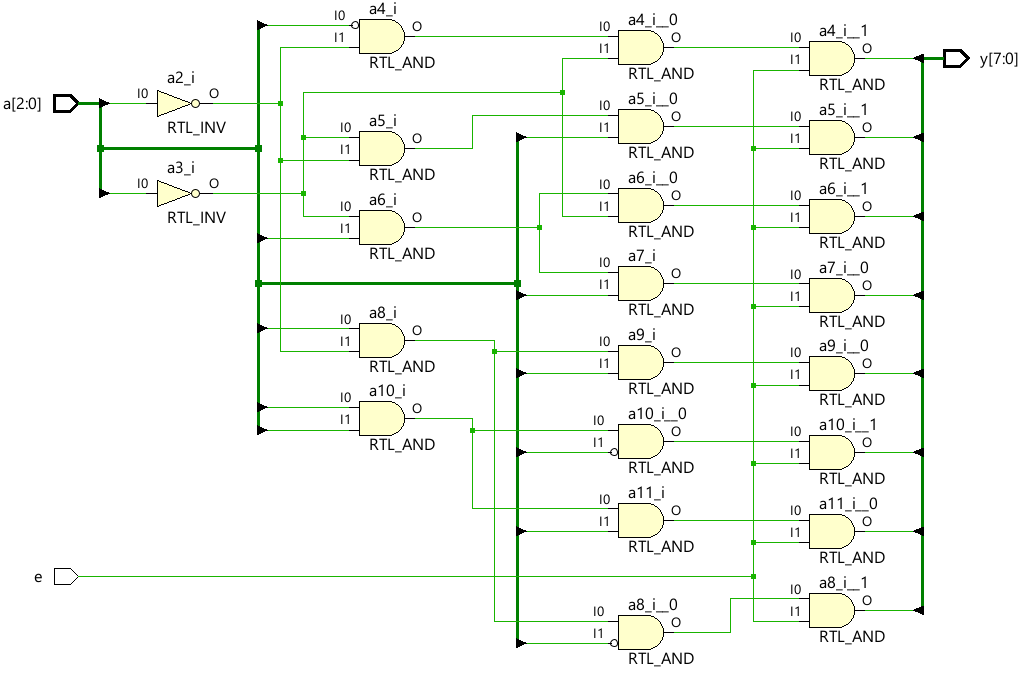 a[2:0]
e
I0
a2_i
O
RTL_INV
I0
a3_i
O
RTL_INV
I0
I1
a4_i
O
RTL_AND
I0
I1
a5_i
O
RTL_AND
I0
I1
a6_i
O
RTL_AND
I0
I1
a8_i
O
RTL_AND
I0
I1
a10_i
O
RTL_AND
I0
I1
a4_i__0
O
RTL_AND
I0
I1
a5_i__0
O
RTL_AND
I0
I1
a6_i__0
O
RTL_AND
I0
I1
a7_i
O
RTL_AND
I0
I1
a9_i
O
RTL_AND
I0
I1
a10_i__0
O
RTL_AND
I0
I1
a11_i
O
RTL_AND
I0
I1
a8_i__0
O
RTL_AND
I0
I1
a4_i__1
O
RTL_AND
I0
I1
a5_i__1
O
RTL_AND
I0
I1
a6_i__1
O
RTL_AND
I0
I1
a7_i__0
O
RTL_AND
I0
I1
a9_i__0
O
RTL_AND
I0
I1
a10_i__1
O
RTL_AND
I0
I1
a11_i__0
O
RTL_AND
I0
I1
a8_i__1
O
RTL_AND
y[7:0]